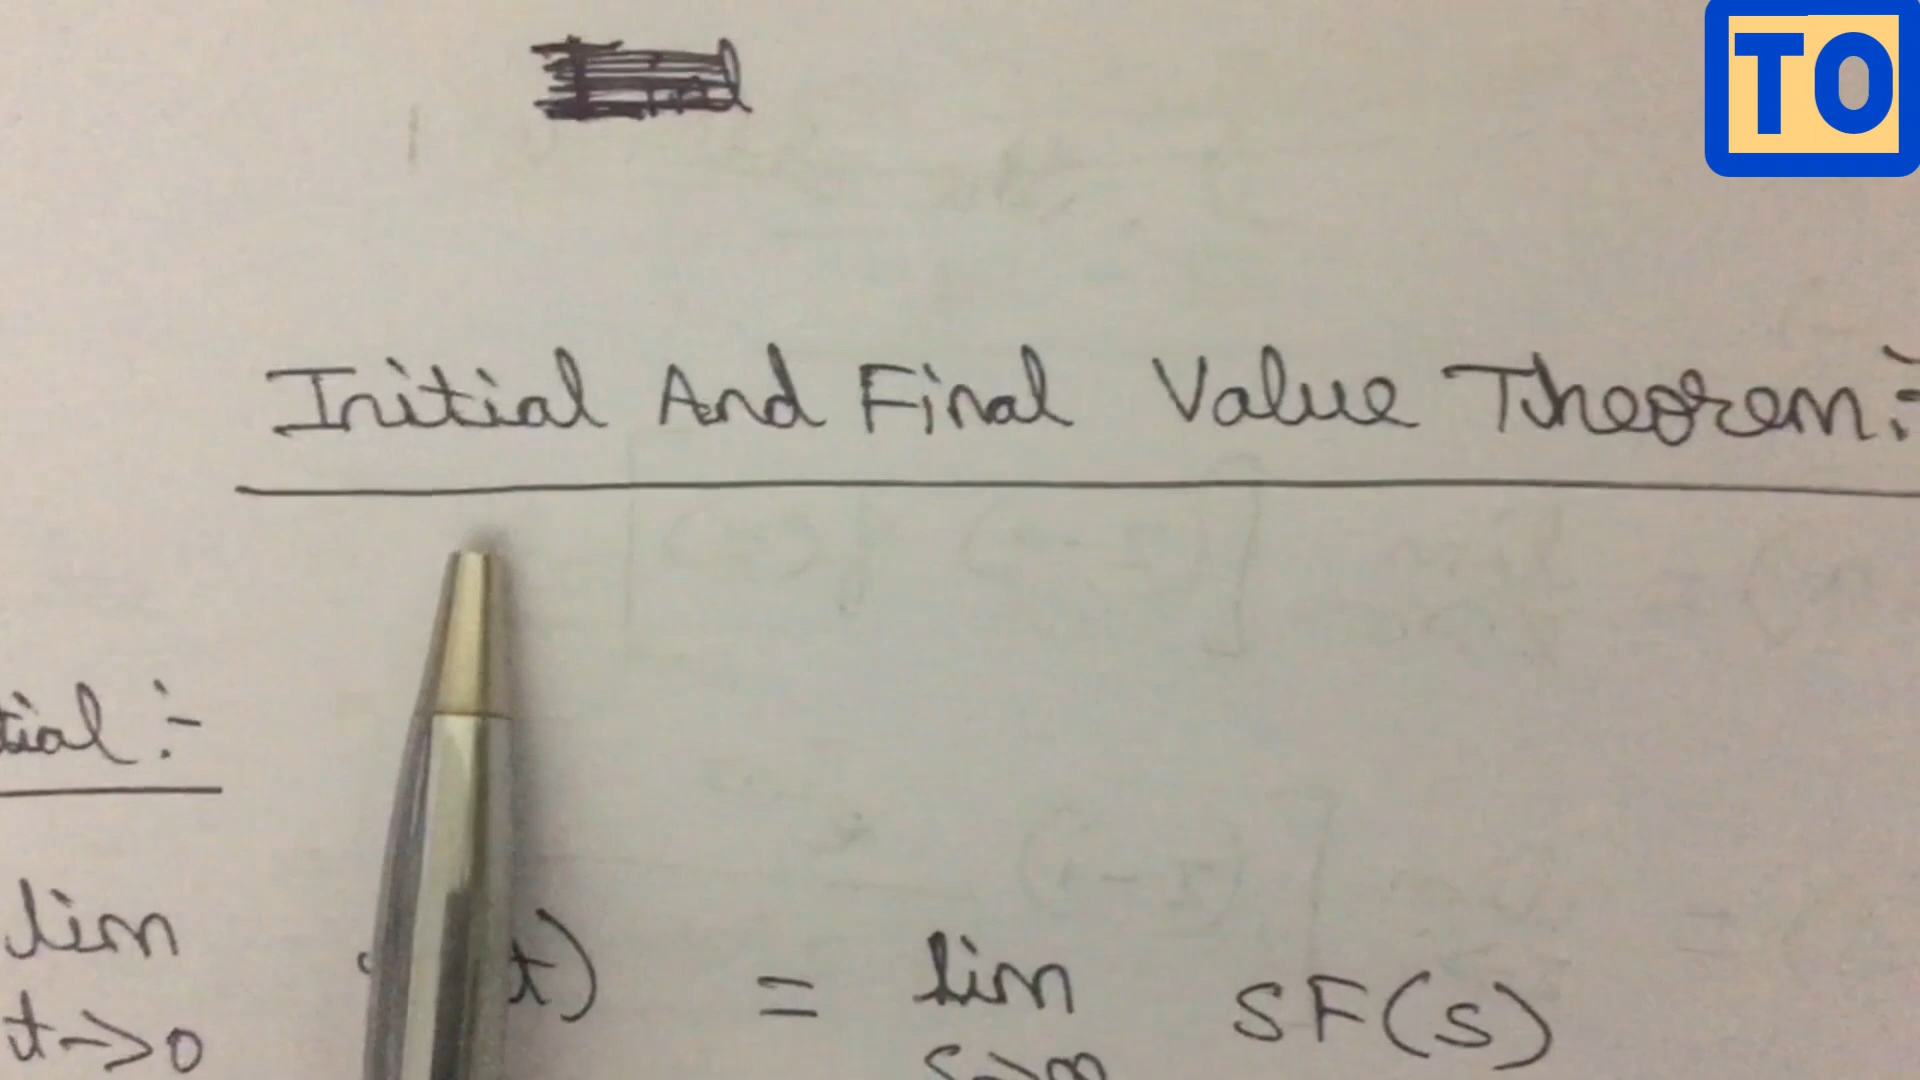 TO
Initial And Final Value Theorem:-
tial :-
lim t) = lim SF(s)
t->0 s->∞